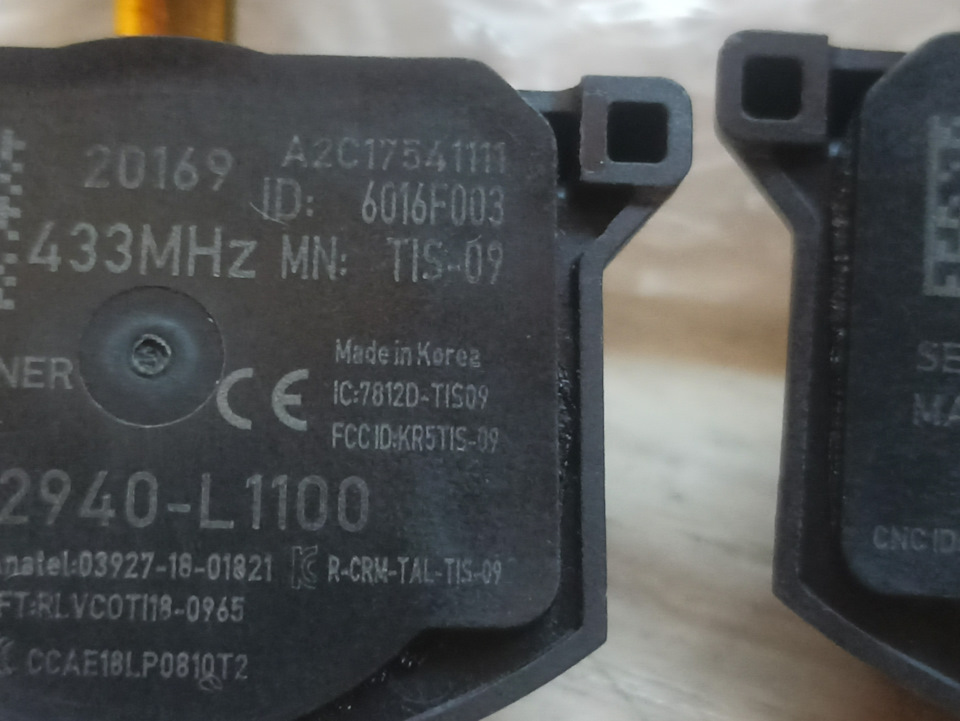 20169 A2C17541111
ID: 6016F003
433MHz MN: TIS-09
NER CE Made in Korea
IC:7812D-TIS09
FCC ID:KR5TIS-09
2940-L1100
Anatel:03927-18-01821 R-CRM-TAL-TIS-09
FT:RLVCOTI18-0965
CCAE18LP0810T2
SE
MA
CNC ID